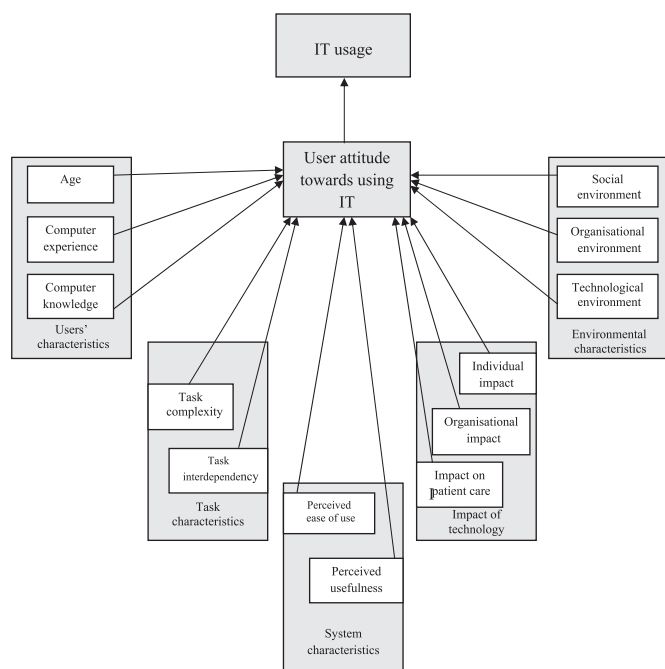 IT usage
User attitude
towards using
IT
Age
Computer
experience
Computer
knowledge
Users'
characteristics
Social
environment
Organisational
environment
Technological
environment
Environmental
characteristics
Task
complexity
Task
interdependency
Task
characteristics
Individual
impact
Organisational
impact
Impact on
patient care
Impact of
technology
Perceived
ease of use
Perceived
usefulness
System
characteristics